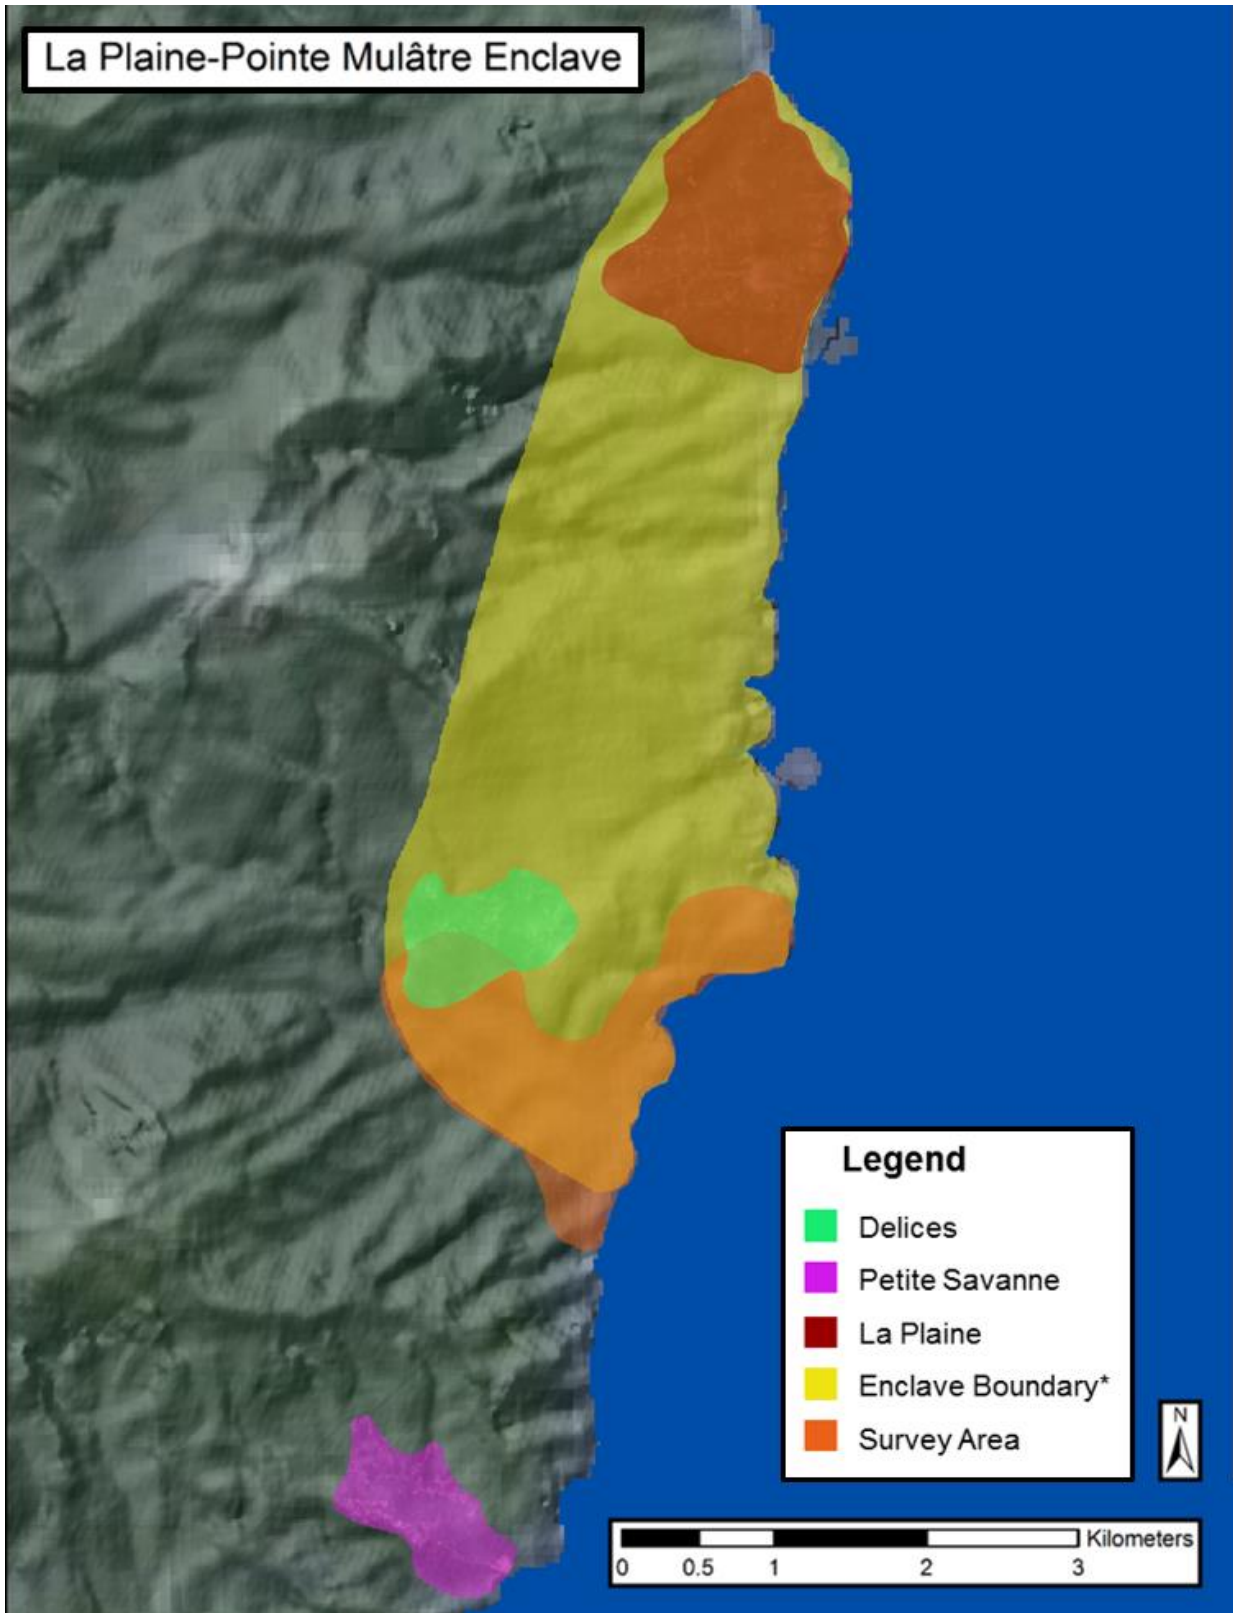 La Plaine-Pointe Mulâtre Enclave
Legend
Delices
Petite Savanne
La Plaine
Enclave Boundary*
Survey Area
N
Kilometers
0 0.5 1 2 3